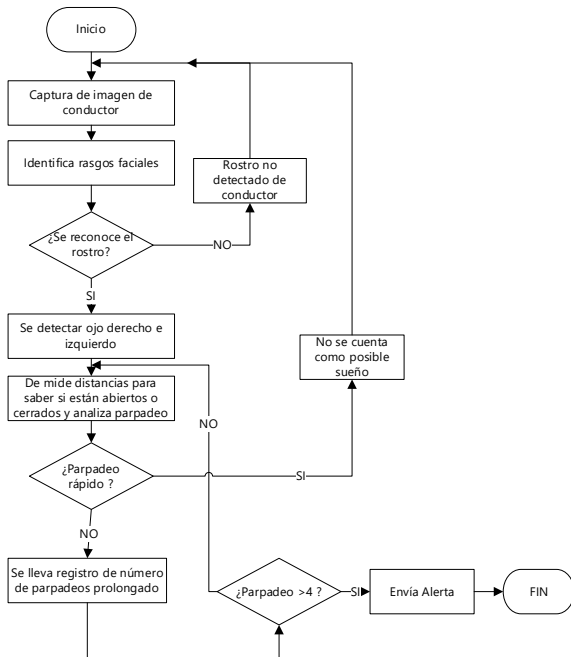 Inicio
Captura de imagen de
conductor
Identifica rasgos faciales
Rostro no
detectado de
conductor
¿Se reconoce el
rostro?
NO
SI
Se detectar ojo derecho e
izquierdo
No se cuenta
como posible
sueño
De mide distancias para
saber si están abiertos o
cerrados y analiza parpadeo
NO
¿Parpadeo
rápido ?
SI
NO
Se lleva registro de número
de parpadeos prolongado
¿Parpadeo >4 ?
SI
Envía Alerta
FIN